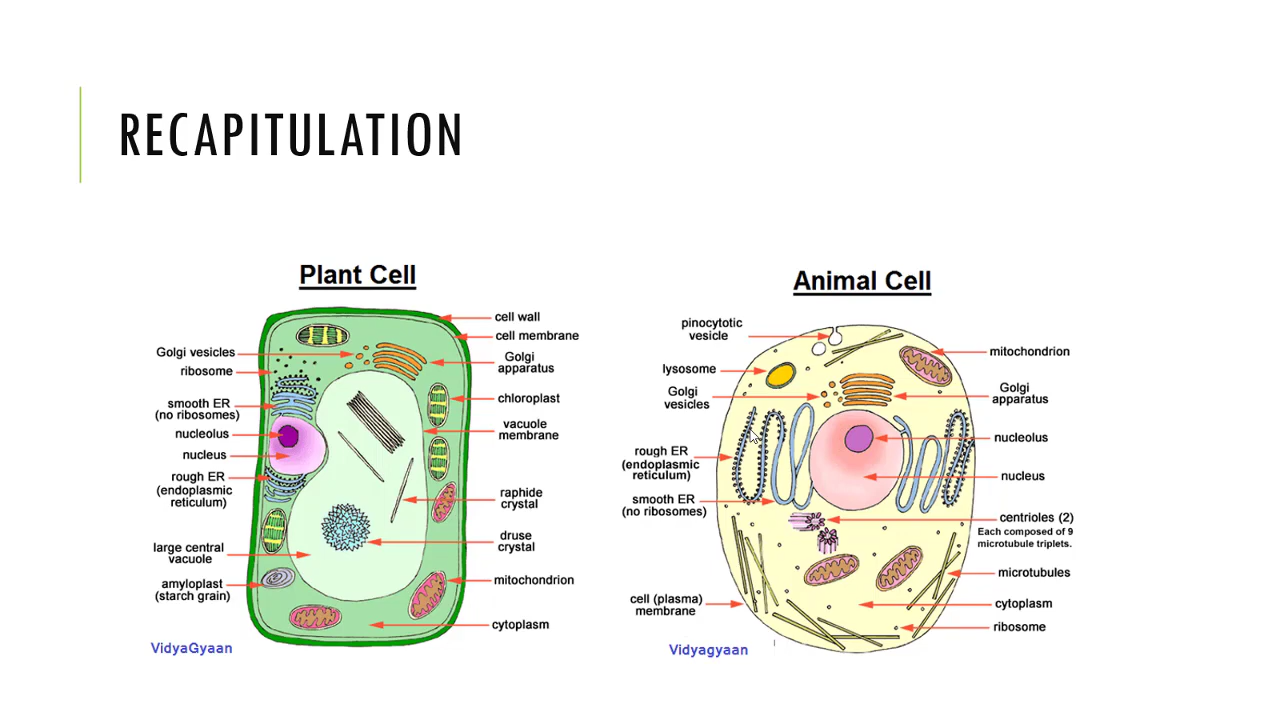 RECAPITULATION
Plant Cell
Golgi vesicles
ribosome
smooth ER
(no ribosomes)
nucleolus
nucleus
rough ER
(endoplasmic
reticulum)
large central
vacuole
amyloplast
(starch grain)
VidyaGyaan
cell wall
cell membrane
Golgi
apparatus
chloroplast
vacuole
membrane
raphide
crystal
druse
crystal
mitochondrion
cytoplasm
Animal Cell
pinocytotic
vesicle
lysosome
Golgi
vesicles
rough ER
(endoplasmic
reticulum)
smooth ER
(no ribosomes)
cell (plasma)
membrane
Vidyagyaan
mitochondrion
Golgi
apparatus
nucleolus
nucleus
centrioles (2)
Each composed of 9
microtubule triplets.
microtubules
cytoplasm
ribosome